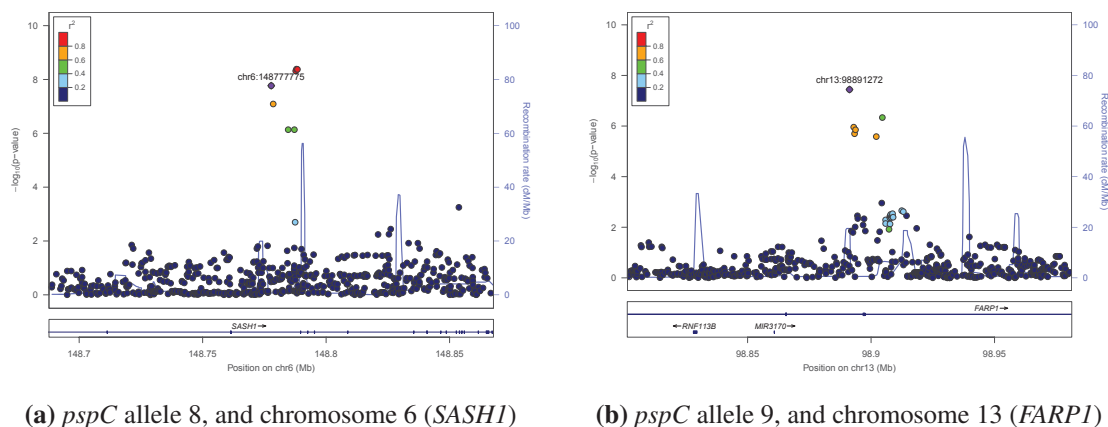 10
8
6
4
2
0
−log10(p−value)
100
80
60
40
20
0
Recombination rate (cM/Mb)
r2
0.8
0.6
0.4
0.2
chr6:148777775
SASH1→
148.7
148.75
148.8
148.85
Position on chr6 (Mb)
10
8
6
4
2
0
−log10(p−value)
100
80
60
40
20
0
Recombination rate (cM/Mb)
r2
0.8
0.6
0.4
0.2
chr13:98891272
FARP1→
←RNF113B
MIR3170→
98.85
98.9
98.95
Position on chr13 (Mb)
(a) pspC allele 8, and chromosome 6 (SASH1)
(b) pspC allele 9, and chromosome 13 (FARP1)